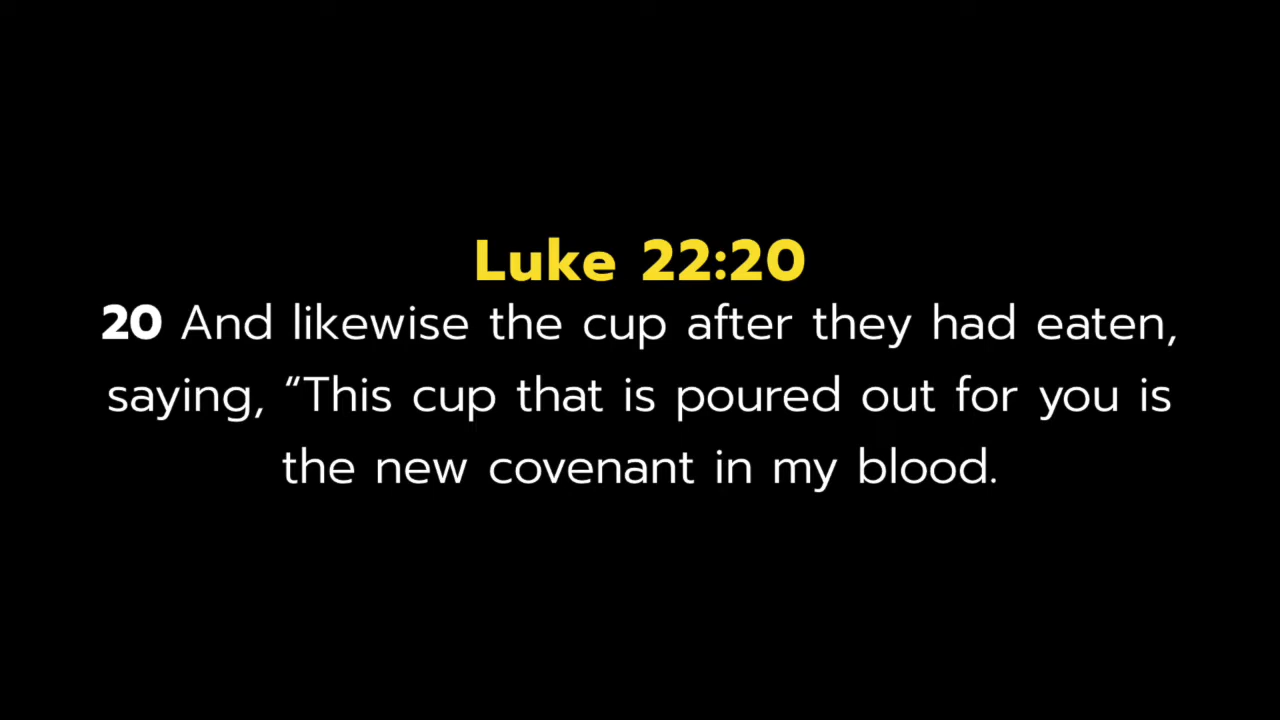 Luke 22:20
20 And likewise the cup after they had eaten,
saying, “This cup that is poured out for you is
the new covenant in my blood.